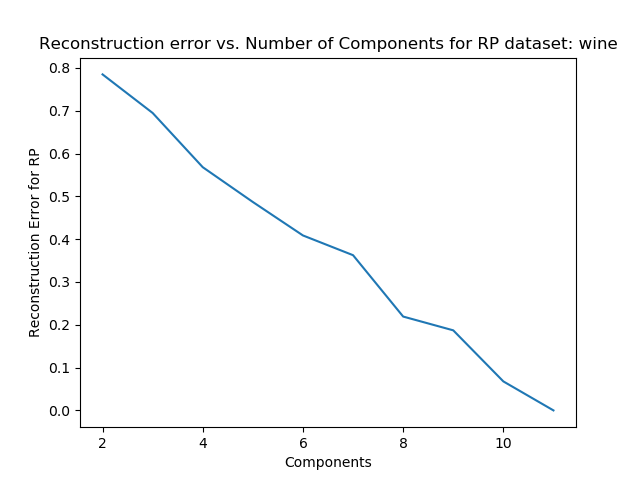 Reconstruction error vs. Number of Components for RP dataset: wine
0.8
0.7
0.6
0.5
0.4
0.3
0.2
0.1
0.0
Reconstruction Error for RP
2 4 6 8 10
Components